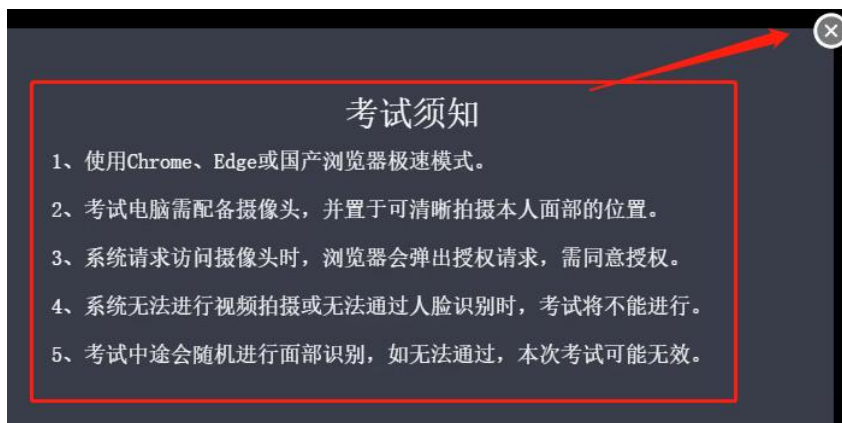 考试须知
1、使用Chrome、Edge或国产浏览器极速模式。
2、考试电脑需配备摄像头，并置于可清晰拍摄本人面部的位置。
3、系统请求访问摄像头时，浏览器会弹出授权请求，需同意授权。
4、系统无法进行视频拍摄或无法通过人脸识别时，考试将不能进行。
5、考试中途会随机进行面部识别，如无法通过，本次考试可能无效。